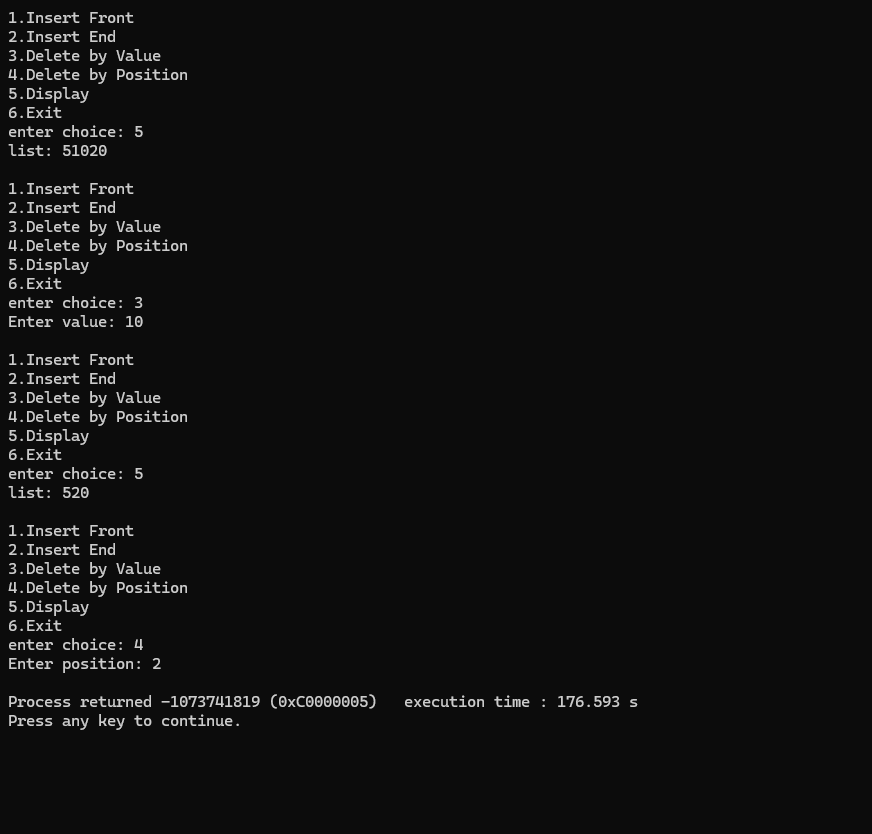 1.Insert Front
2.Insert End
3.Delete by Value
4.Delete by Position
5.Display
6.Exit
enter choice: 5
list: 51020

1.Insert Front
2.Insert End
3.Delete by Value
4.Delete by Position
5.Display
6.Exit
enter choice: 3
Enter value: 10

1.Insert Front
2.Insert End
3.Delete by Value
4.Delete by Position
5.Display
6.Exit
enter choice: 5
list: 520

1.Insert Front
2.Insert End
3.Delete by Value
4.Delete by Position
5.Display
6.Exit
enter choice: 4
Enter position: 2

Process returned -1073741819 (0xC0000005)   execution time : 176.593 s
Press any key to continue.